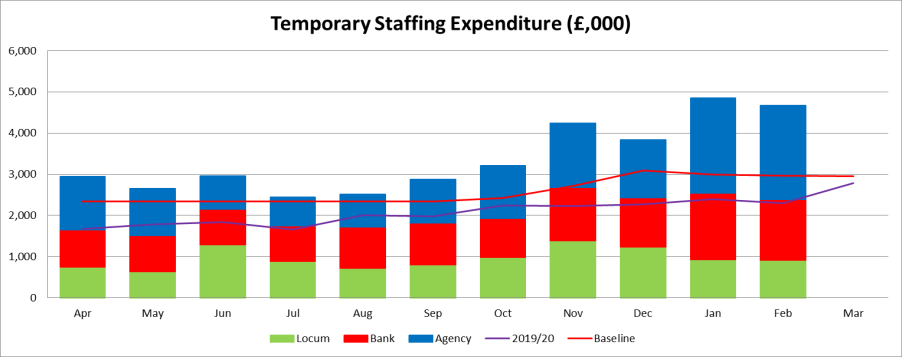 Temporary Staffing Expenditure (£,000)
6,000
5,000
4,000
3,000
2,000
1,000
0
Apr May Jun Jul Aug Sep Oct Nov Dec Jan Feb Mar
Locum Bank Agency 2019/20 Baseline